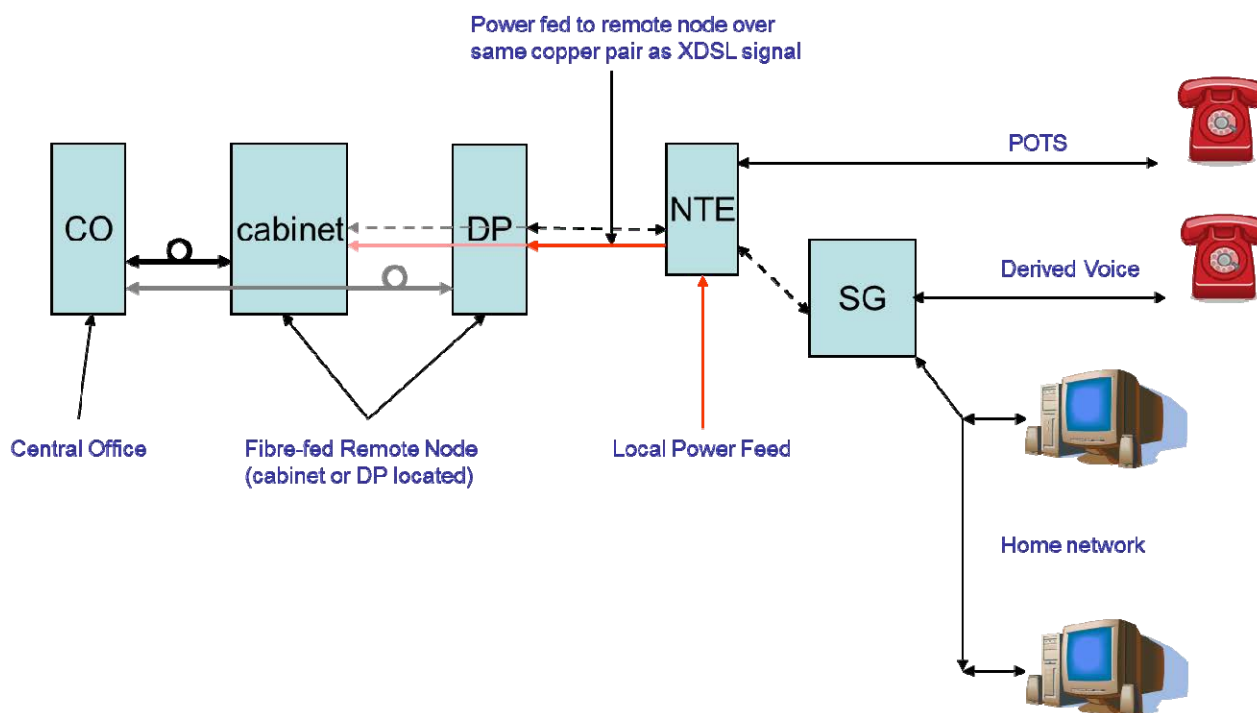 Power fed to remote node over
same copper pair as XDSL signal
POTS
CO
cabinet
DP
NTE
SG
Derived Voice
Central Office
Fibre-fed Remote Node
(cabinet or DP located)
Local Power Feed
Home network